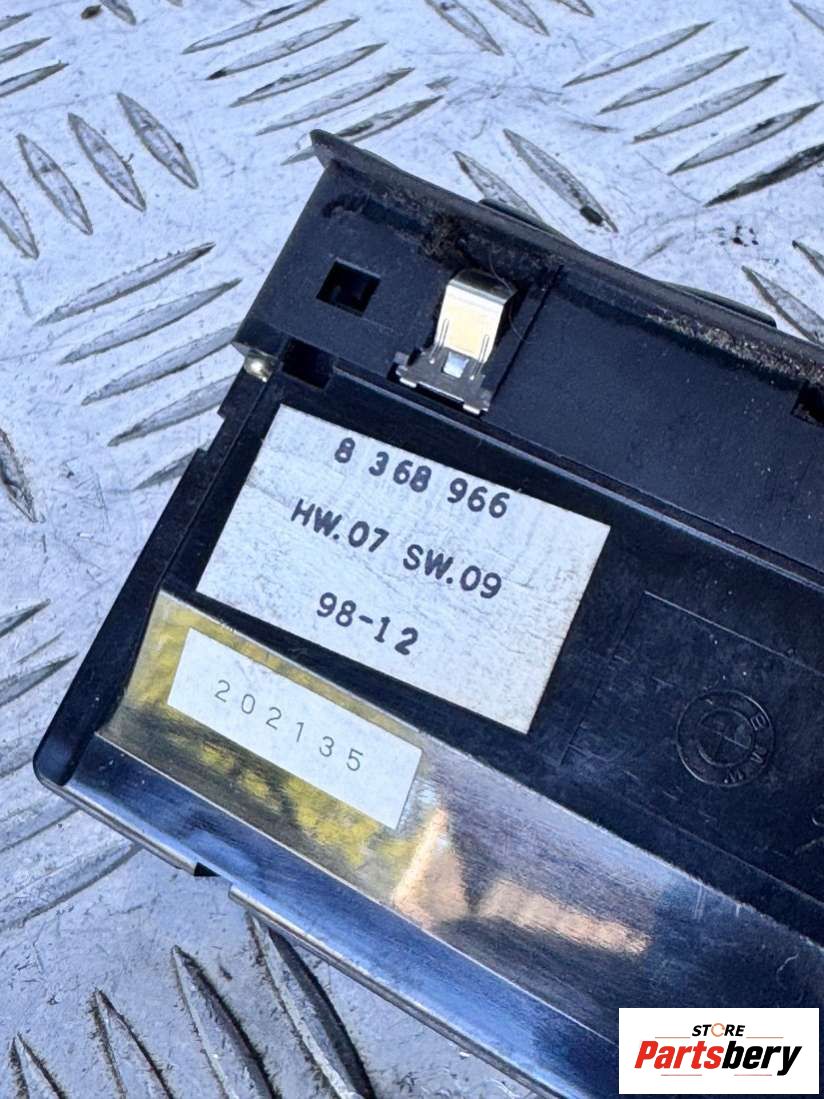 8 368 966
HW.07 SW.09
98-12
202135
STORE
Partsbery